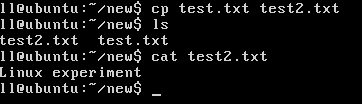 ll@ubuntu:~/new$ cp test.txt test2.txt
ll@ubuntu:~/new$ ls
test2.txt  test.txt
ll@ubuntu:~/new$ cat test2.txt
Linux experiment
ll@ubuntu:~/new$ _